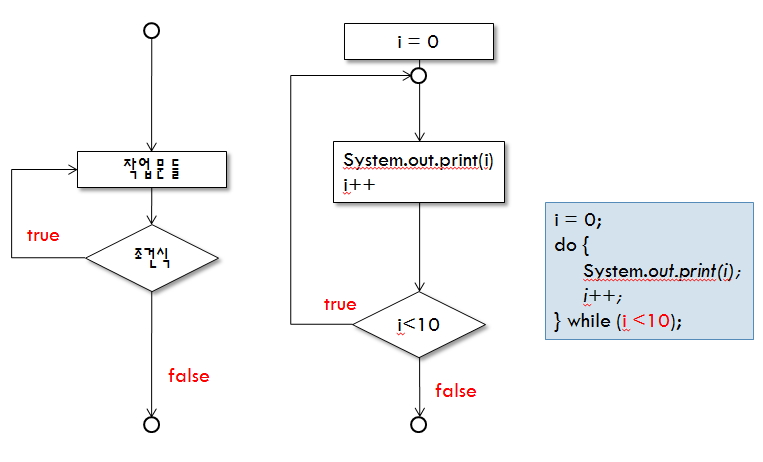 작업문들
true
조건식
false
i = 0
System.out.print(i)
i++
true
i<10
false
i = 0;
do {
System.out.print(i);
i++;
} while (i <10);